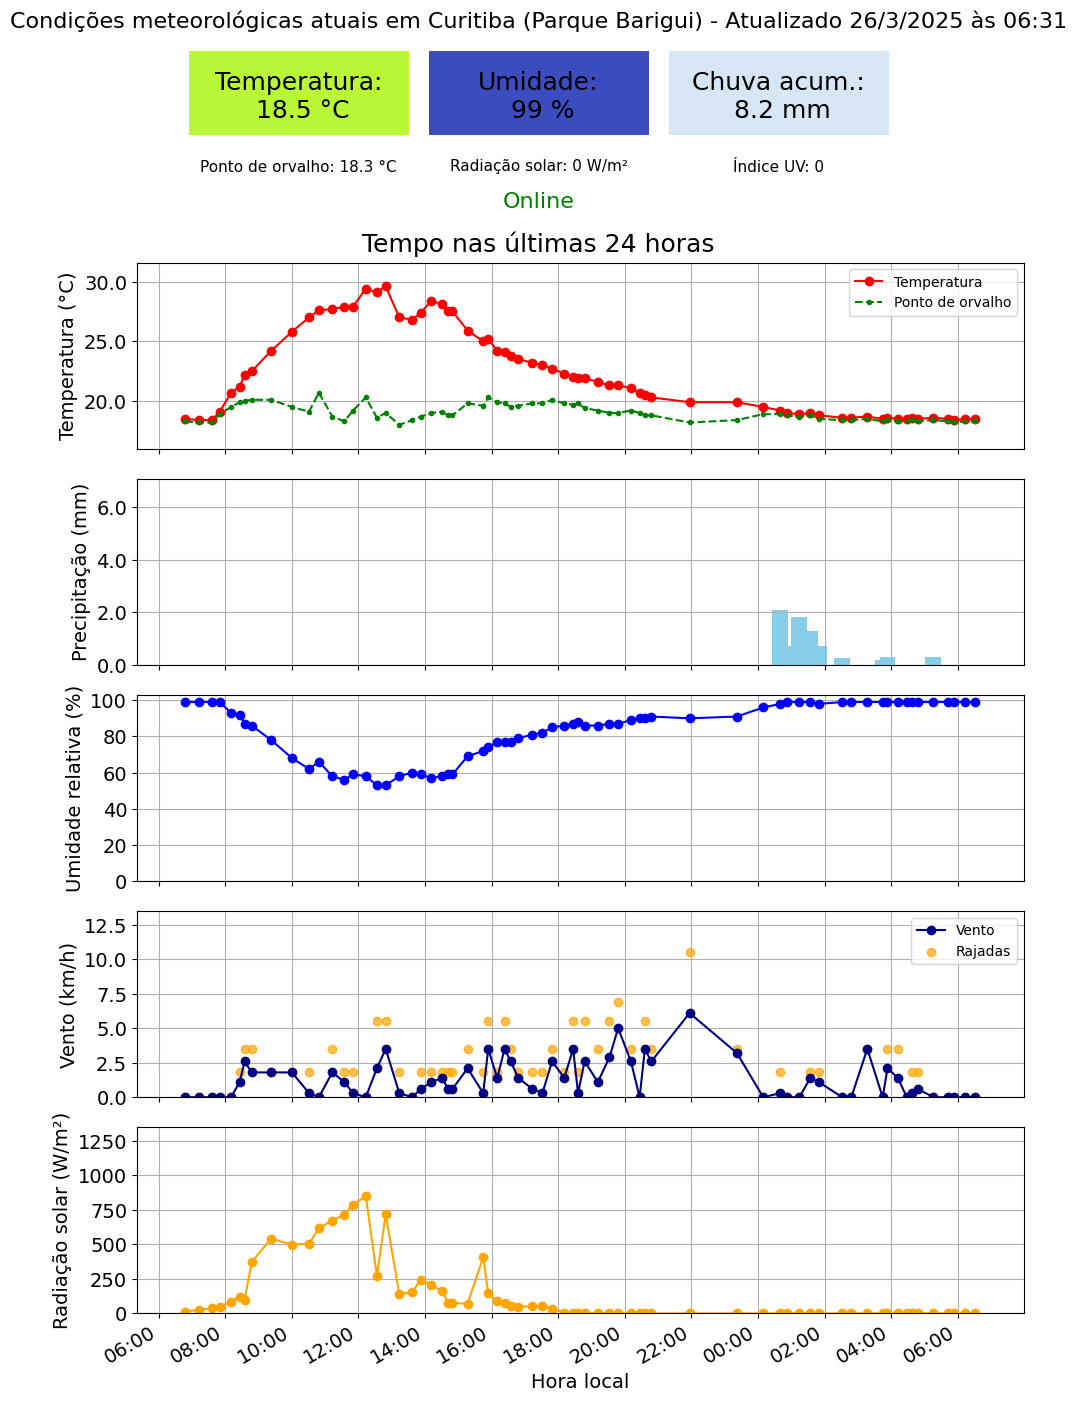 Condições meteorológicas atuais em Curitiba (Parque Barigui) - Atualizado 26/3/2025 às 06:31
Temperatura:
18.5 °C
Umidade:
99 %
Chuva acum.:
8.2 mm
Ponto de orvalho: 18.3 °C
Radiação solar: 0 W/m²
Índice UV: 0
Online
Tempo nas últimas 24 horas
Temperatura (°C)
30.0
25.0
20.0
Temperatura
Ponto de orvalho
Precipitação (mm)
6.0
4.0
2.0
0.0
Umidade relativa (%)
100
80
60
40
20
0
Vento (km/h)
12.5
10.0
7.5
5.0
2.5
0.0
Vento
Rajadas
Radiação solar (W/m²)
1250
1000
750
500
250
0
06:00
08:00
10:00
12:00
14:00
16:00
18:00
20:00
22:00
00:00
02:00
04:00
06:00
Hora local